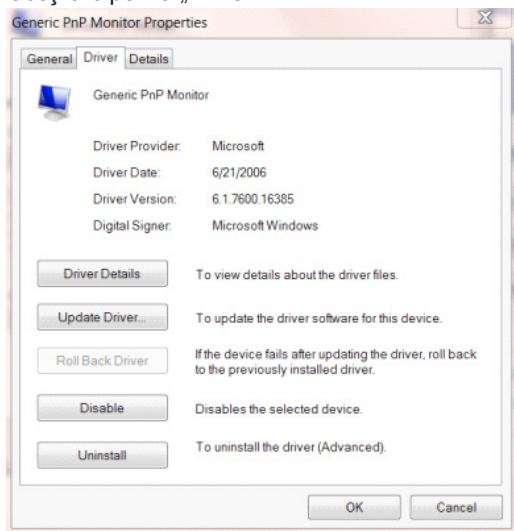 Generic PnP Monitor Properties
General Driver Details
Generic PnP Monitor
Driver Provider: Microsoft
Driver Date: 6/21/2006
Driver Version: 6.1.7600.16385
Digital Signer: Microsoft Windows
Driver Details To view details about the driver files.
Update Driver... To update the driver software for this device.
Roll Back Driver If the device fails after updating the driver, roll back
to the previously installed driver.
Disable Disables the selected device.
Uninstall To uninstall the driver (Advanced).
OK Cancel